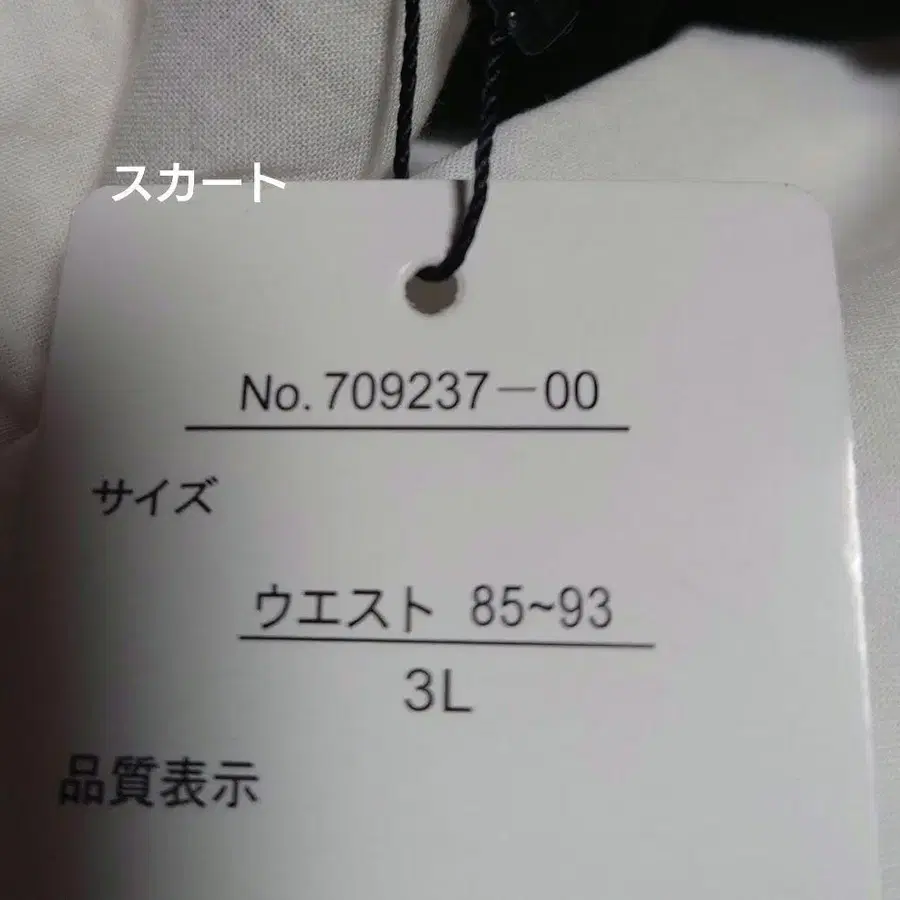 スカート
No.709237-00
サイズ
ウエスト 85~93
3L
品質表示